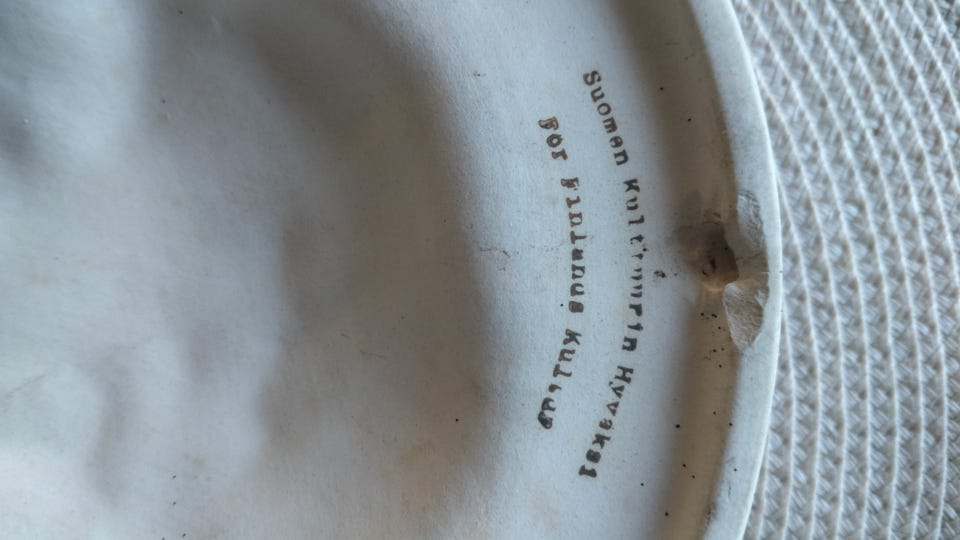 Suomen Kulttuurin Hyväksi
För Finlands Kultur